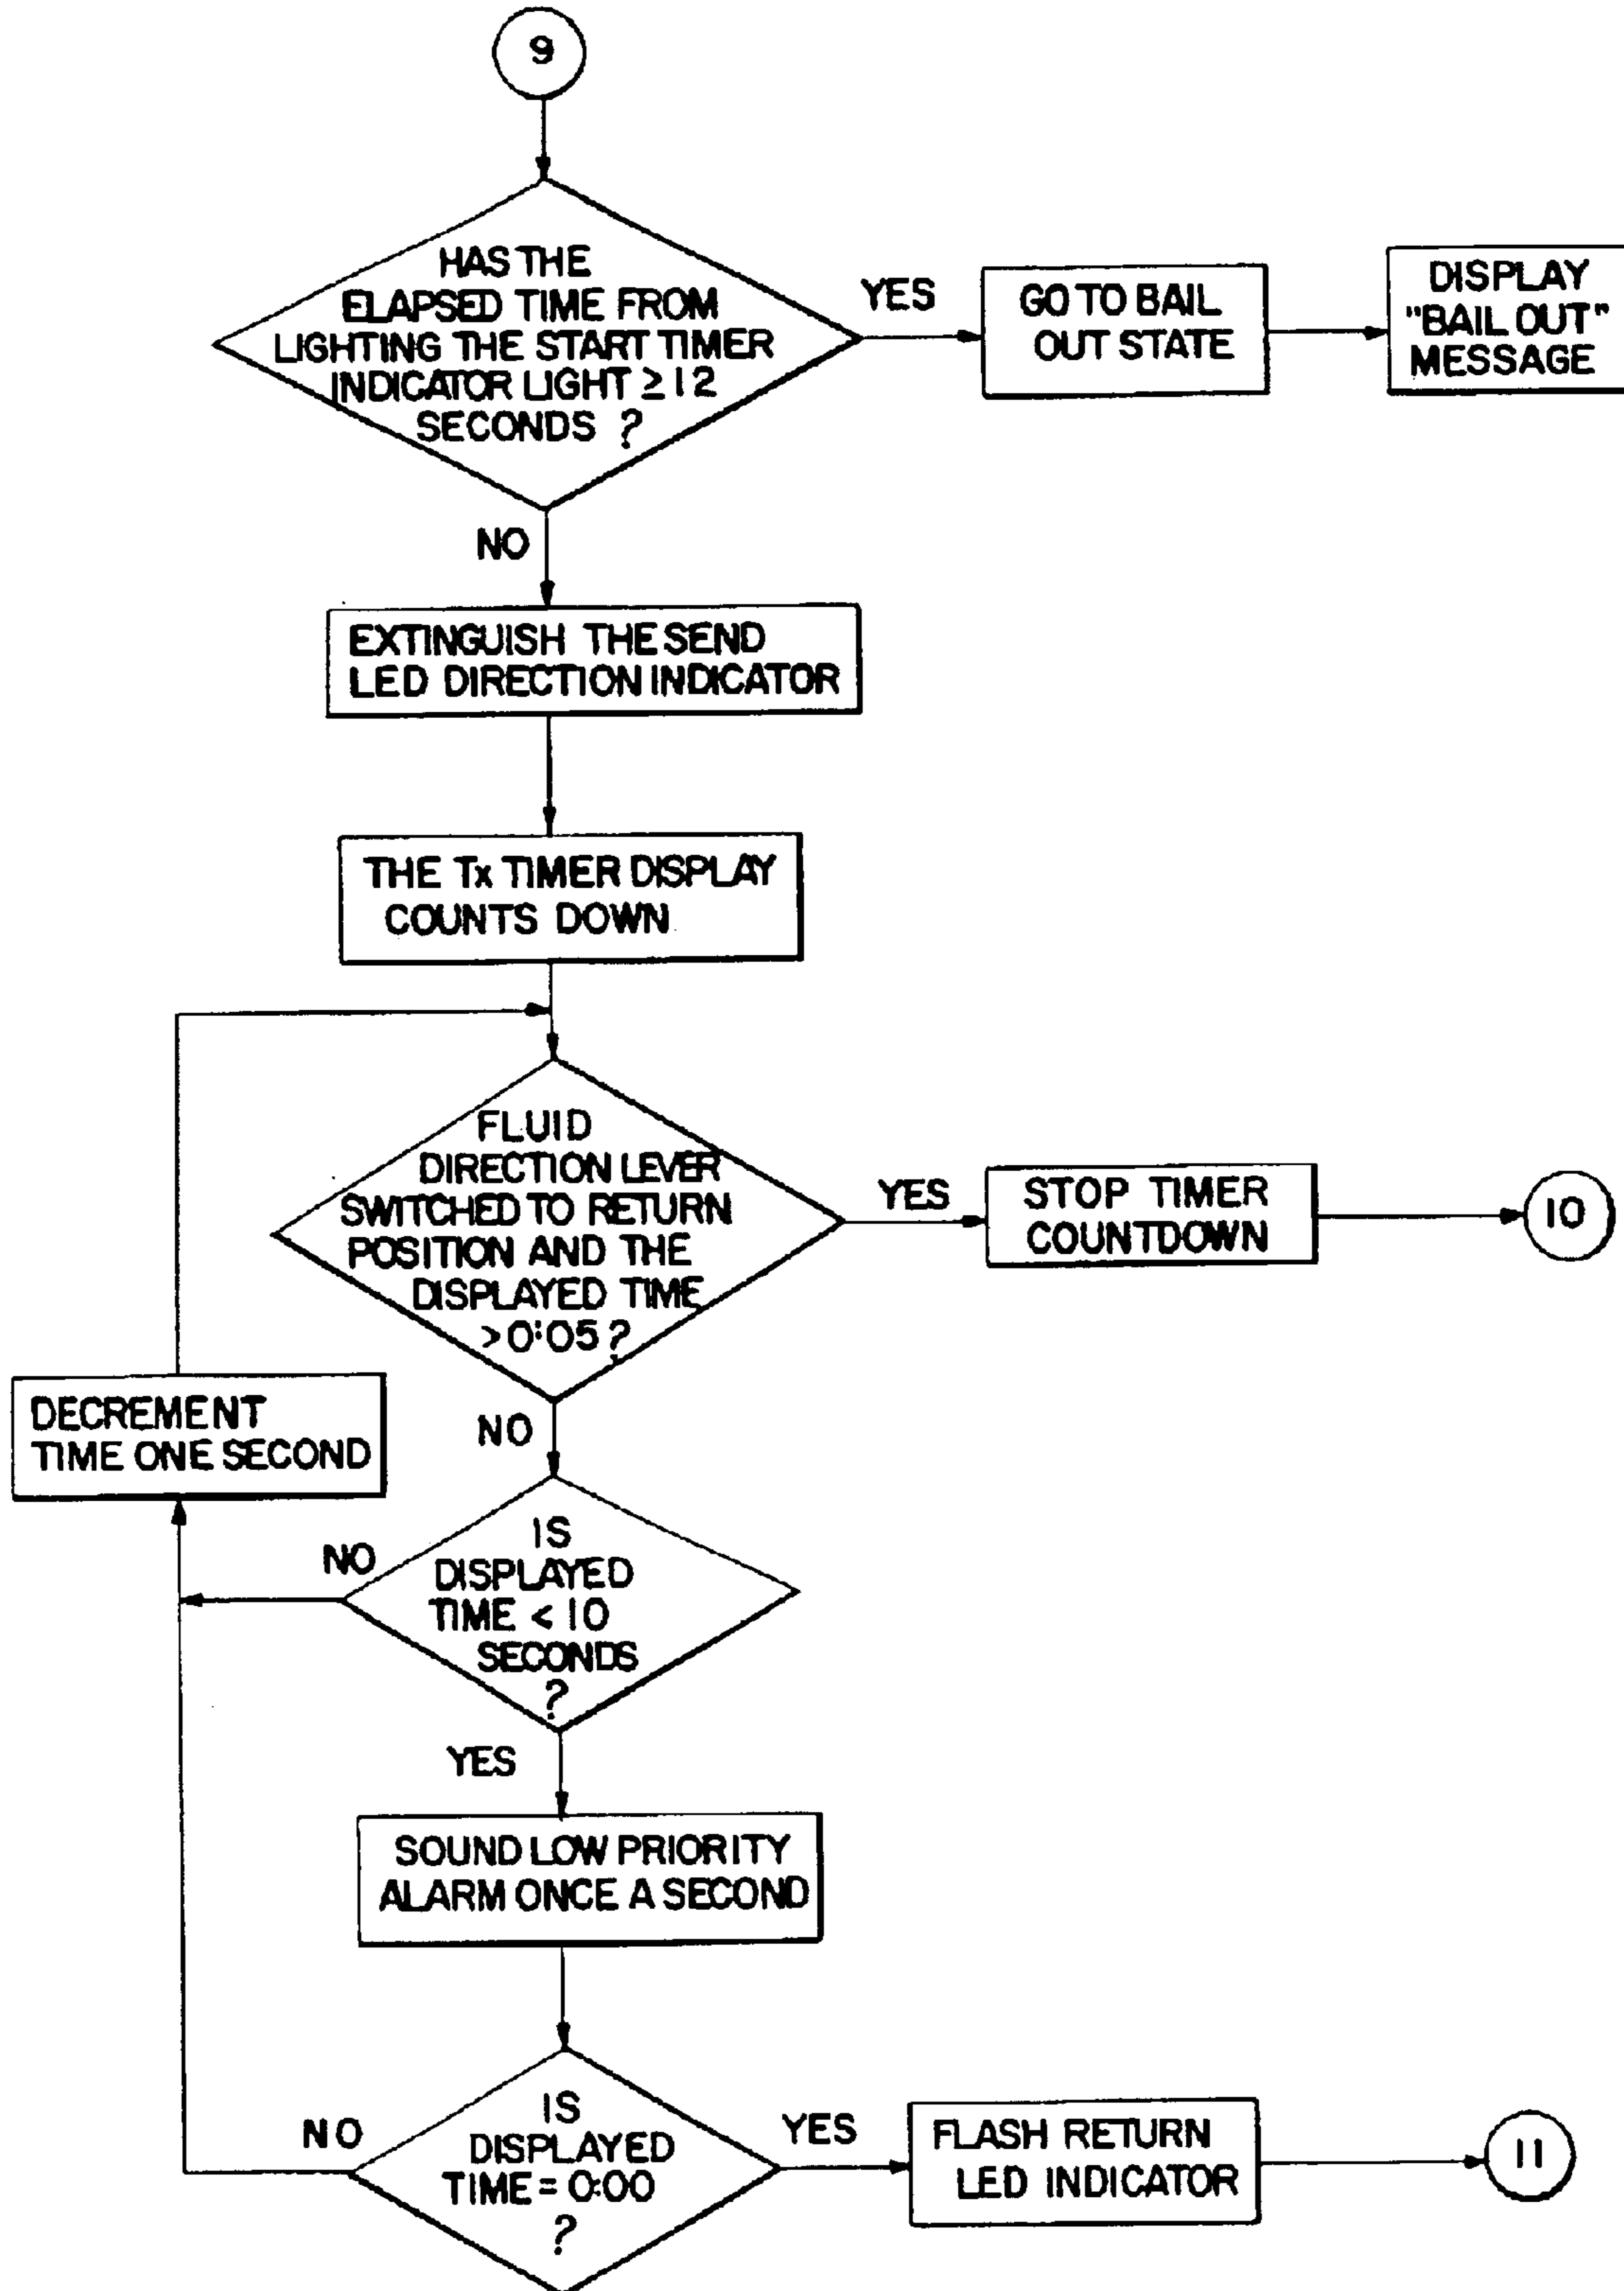 9
HAS THE
ELAPSED TIME FROM
LIGHTING THE START TIMER
INDICATOR LIGHT ≥12
SECONDS ?
YES
GO TO BAIL
OUT STATE
DISPLAY
"BAIL OUT"
MESSAGE
NO
EXTINGUISH THE SEND
LED DIRECTION INDICATOR
THE Tx TIMER DISPLAY
COUNTS DOWN
FLUID
DIRECTION LEVER
SWITCHED TO RETURN
POSITION AND THE
DISPLAYED TIME
>0:05?
YES
STOP TIMER
COUNTDOWN
10
DECREMENT
TIME ONE SECOND
NO
IS
DISPLAYED
TIME < 10
SECONDS
?
NO
YES
SOUND LOW PRIORITY
ALARM ONCE A SECOND
IS
DISPLAYED
TIME = 0:00
?
NO
YES
FLASH RETURN
LED INDICATOR
11